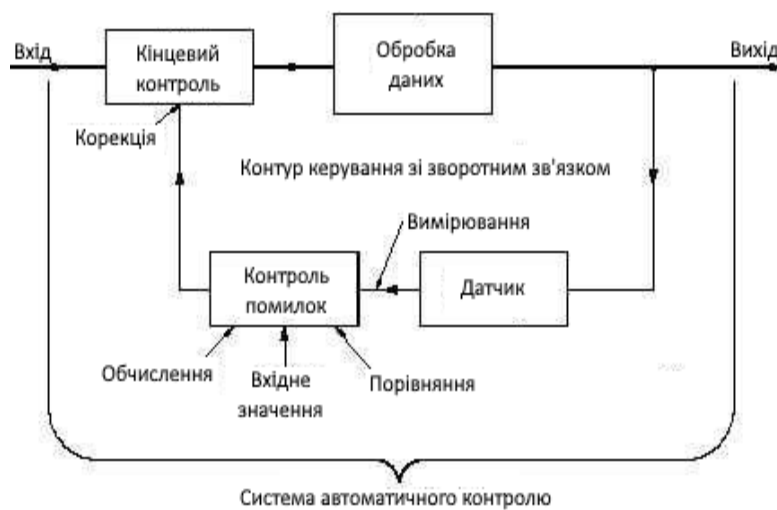 Вхід
Кінцевий
контроль
Обробка
даних
Вихід
Корекція
Контур керування зі зворотним зв'язком
Вимірювання
Контроль
помилок
Датчик
Обчислення
Вхідне
значення
Порівняння
Система автоматичного контролю